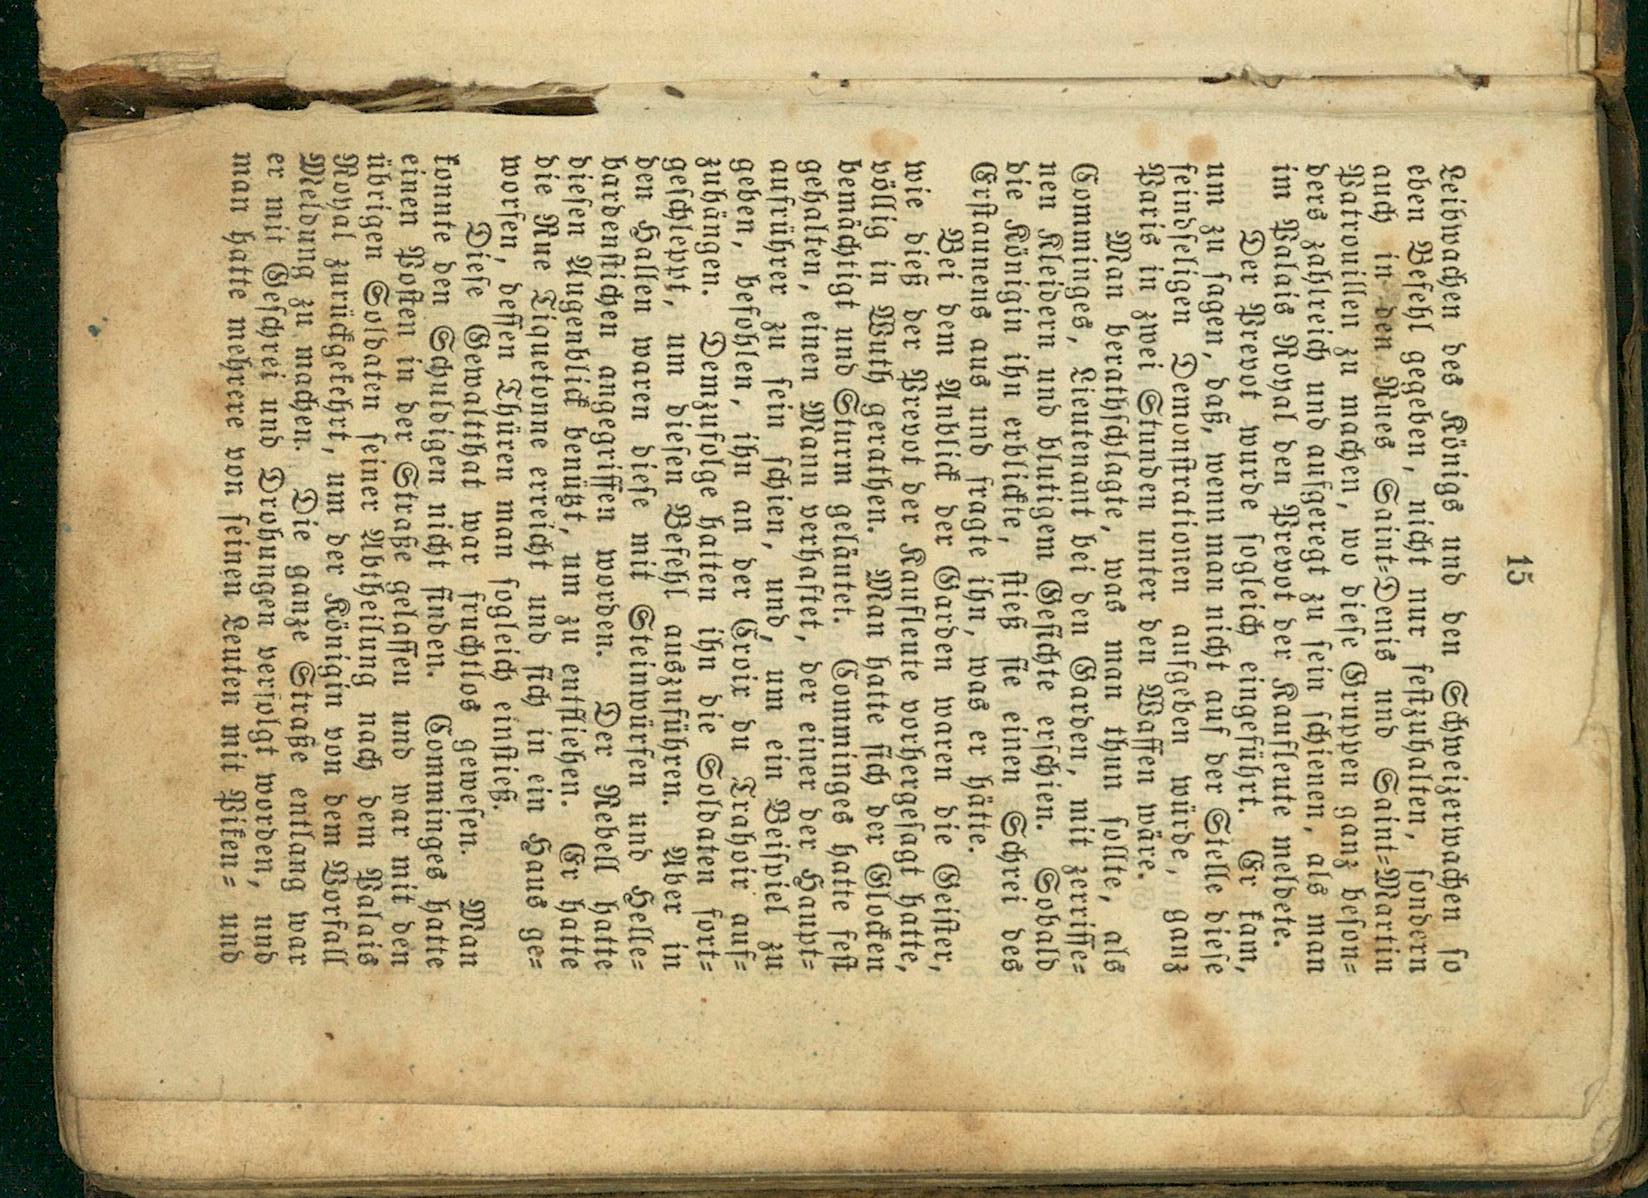 15
Leibwachen des Königs und den Schweizerwachen so
eben Befehl gegeben, nicht nur festzuhalten, sondern
auch in den Rues Saint-Denis und Saint-Martin
Patrouillen zu machen, wo diese Gruppen ganz beson-
ders zahlreich und aufgeregt zu sein schienen, als man
im Palais Royal den Prevot der Kaufleute meldete.
Der Prevot wurde sogleich eingeführt. Er kam,
um zu sagen, daß, wenn man nicht auf der Stelle diese
feindseligen Demonstrationen aufgeben würde, ganz
Paris in zwei Stunden unter den Waffen wäre.
Man berathschlagte, was man thun sollte, als
Comminges, Lieutenant bei den Garden, mit zerrisse-
nen Kleidern und blutigem Gesichte erschien. Sobald
die Königin ihn erblickte, stieß sie einen Schrei des
Erstaunens aus und fragte ihn, was er hätte.
Bei dem Anblick der Garden waren die Geister,
wie dieß der Prevot der Kaufleute vorhergesagt hatte,
völlig in Wuth gerathen. Man hatte sich der Glocken
bemächtigt und Sturm geläutet. Comminges hatte fest
gehalten, einen Mann verhaftet, der einer der Haupt-
aufrührer zu sein schien, und, um ein Beispiel zu
geben, befohlen, ihn an der Croix du Trahoir auf-
zuhängen. Demzufolge hatten ihn die Soldaten fort-
geschleppt, um diesen Befehl auszuführen. Aber in
den Hallen waren diese mit Steinwürfen und Helle-
bardenstichen angegriffen worden. Der Rebell hatte
diesen Augenblick benützt, um zu entfliehen. Er hatte
die Rue Tiquetonne erreicht und sich in ein Haus ge-
worfen, dessen Thüren man sogleich einstieß.
Diese Gewaltthat war fruchtlos gewesen. Man
konnte den Schuldigen nicht finden. Comminges hatte
einen Posten in der Straße gelassen und war mit den
übrigen Soldaten seiner Abtheilung nach dem Palais
Royal zurückgekehrt, um der Königin von dem Vorfall
Meldung zu machen. Die ganze Straße entlang war
er mit Geschrei und Drohungen verfolgt worden, und
man hatte mehrere von seinen Leuten mit Piken- und